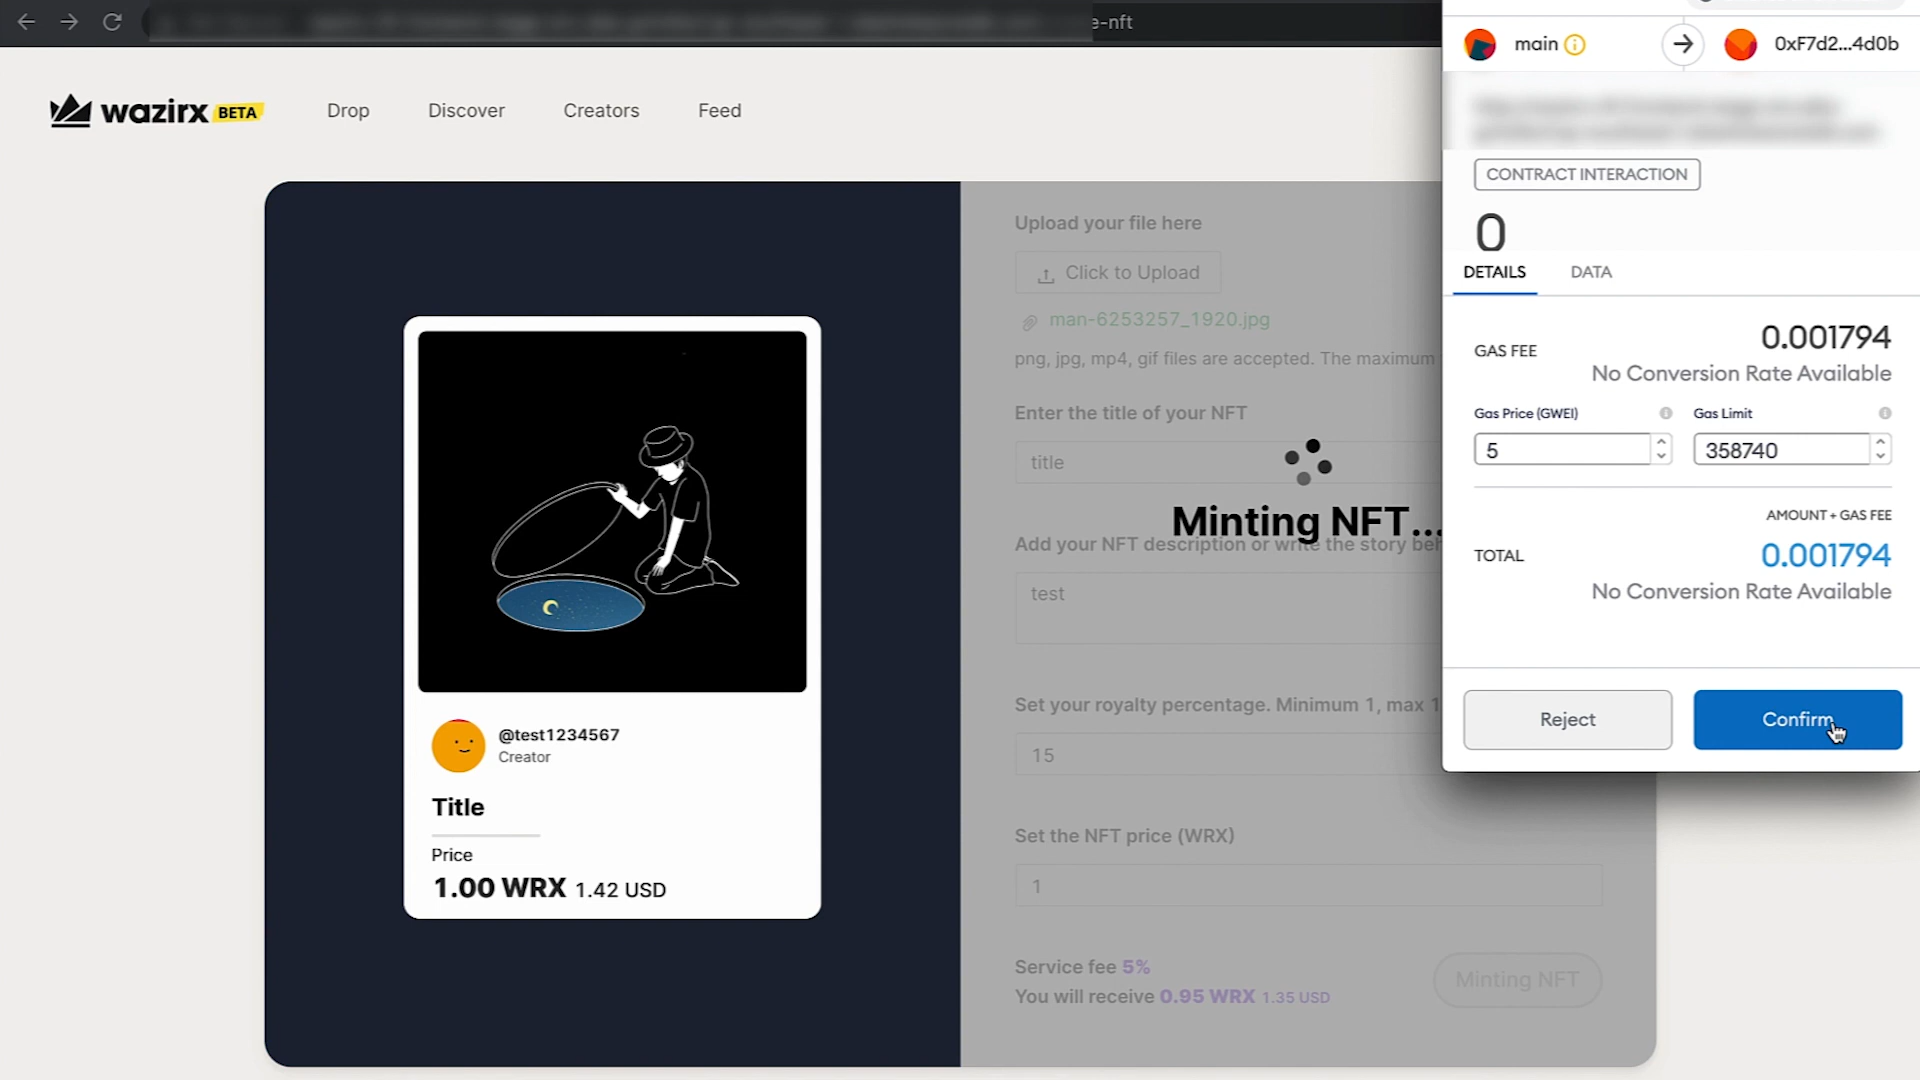 e-nft
wazirx BETA
Drop
Discover
Creators
Feed
@test1234567
Creator
Title
Price
1.00 WRX 1.42 USD
Upload your file here
Click to Upload
man-6253257_1920.jpg
png, jpg, mp4, gif files are accepted. The maximum
Enter the title of your NFT
title
Minting NFT...
Add your NFT description or write the story beh
test
Set your royalty percentage. Minimum 1, max 1
15
Set the NFT price (WRX)
1
Service fee 5%
You will receive 0.95 WRX 1.35 USD
Minting NFT
main
0xF7d2...4d0b
CONTRACT INTERACTION
0
DETAILS
DATA
GAS FEE
0.001794
No Conversion Rate Available
Gas Price (GWEI)
Gas Limit
5
358740
AMOUNT + GAS FEE
TOTAL
0.001794
No Conversion Rate Available
Reject
Confirm